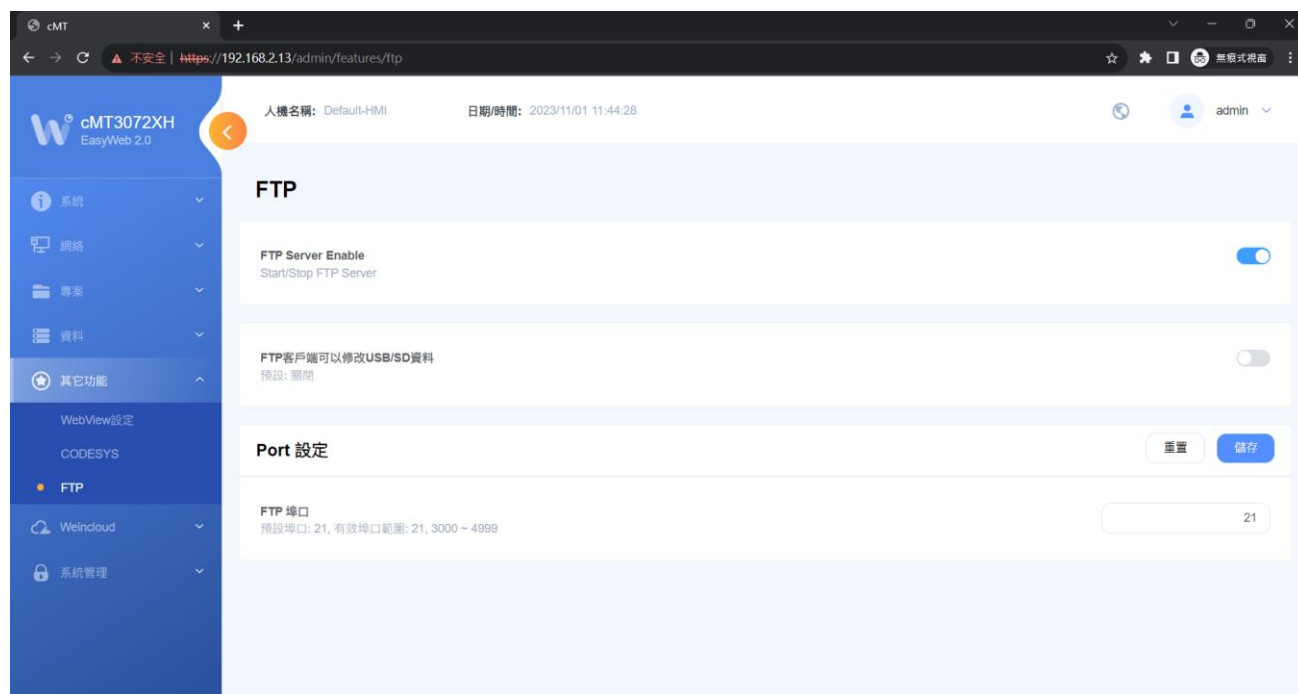 cMT
不安全 | https://192.168.2.13/admin/features/ftp
無痕式視窗
cMT3072XH
EasyWeb 2.0
人機名稱: Default-HMI
日期/時間: 2023/11/01 11:44:28
admin
系統
網絡
專案
資料
其它功能
WebView設定
CODESYS
FTP
Weincloud
系統管理
FTP
FTP Server Enable
Start/Stop FTP Server
FTP客戶端可以修改USB/SD資料
預設: 關閉
Port 設定
重置
儲存
FTP 埠口
預設埠口: 21, 有效埠口範圍: 21, 3000 ~ 4999
21